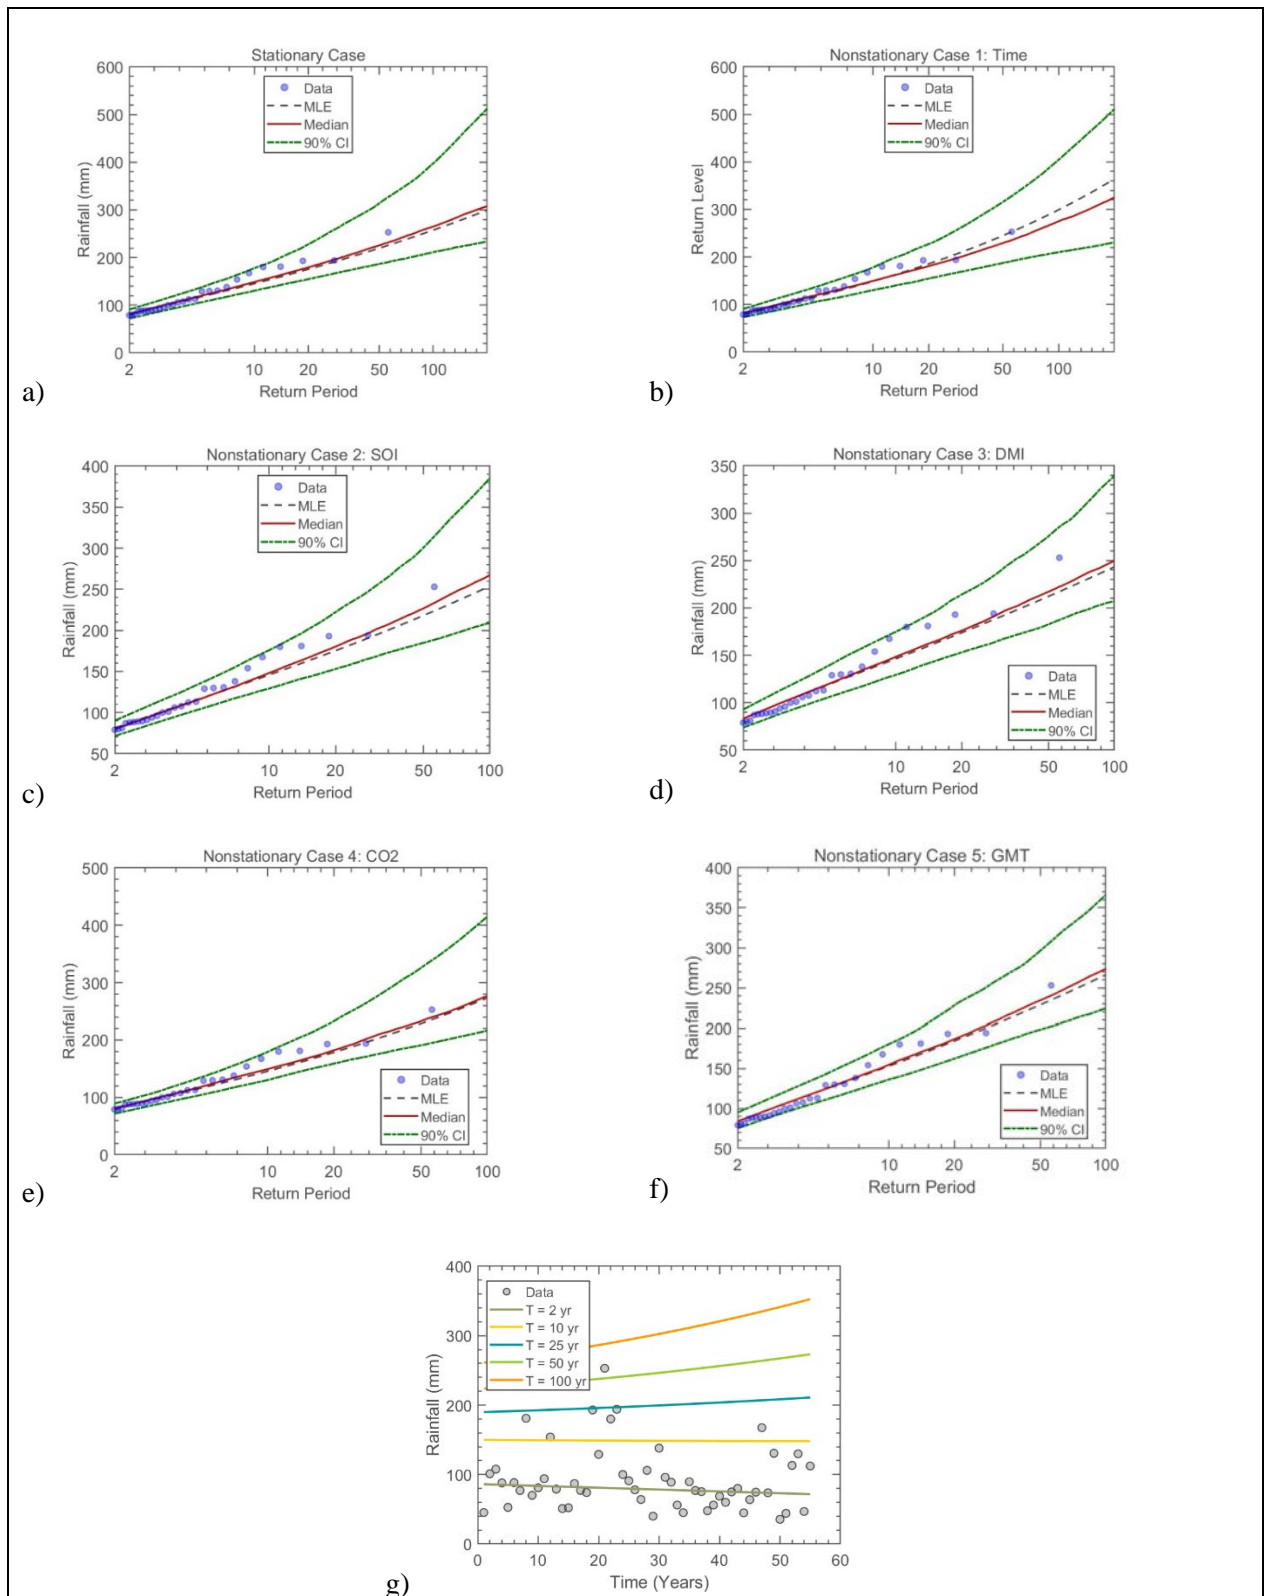 Stationary Case
600
500
400
300
200
100
0
Rainfall (mm)
Data
MLE
Median
90% CI
2 10 20 50 100
Return Period
a)
Nonstationary Case 1: Time
600
500
400
300
200
100
0
Return Level
Data
MLE
Median
90% CI
2 10 20 50 100
Return Period
b)
Nonstationary Case 2: SOI
400
350
300
250
200
150
100
50
Rainfall (mm)
Data
MLE
Median
90% CI
2 10 20 50 100
Return Period
c)
Nonstationary Case 3: DMI
350
300
250
200
150
100
50
Rainfall (mm)
Data
MLE
Median
90% CI
2 10 20 50 100
Return Period
d)
Nonstationary Case 4: CO2
500
400
300
200
100
0
Rainfall (mm)
Data
MLE
Median
90% CI
2 10 20 50 100
Return Period
e)
Nonstationary Case 5: GMT
400
350
300
250
200
150
100
50
Rainfall (mm)
Data
MLE
Median
90% CI
2 10 20 50 100
Return Period
f)
400
300
200
100
0
Rainfall (mm)
Data
T = 2 yr
T = 10 yr
T = 25 yr
T = 50 yr
T = 100 yr
0 10 20 30 40 50 60
Time (Years)
g)